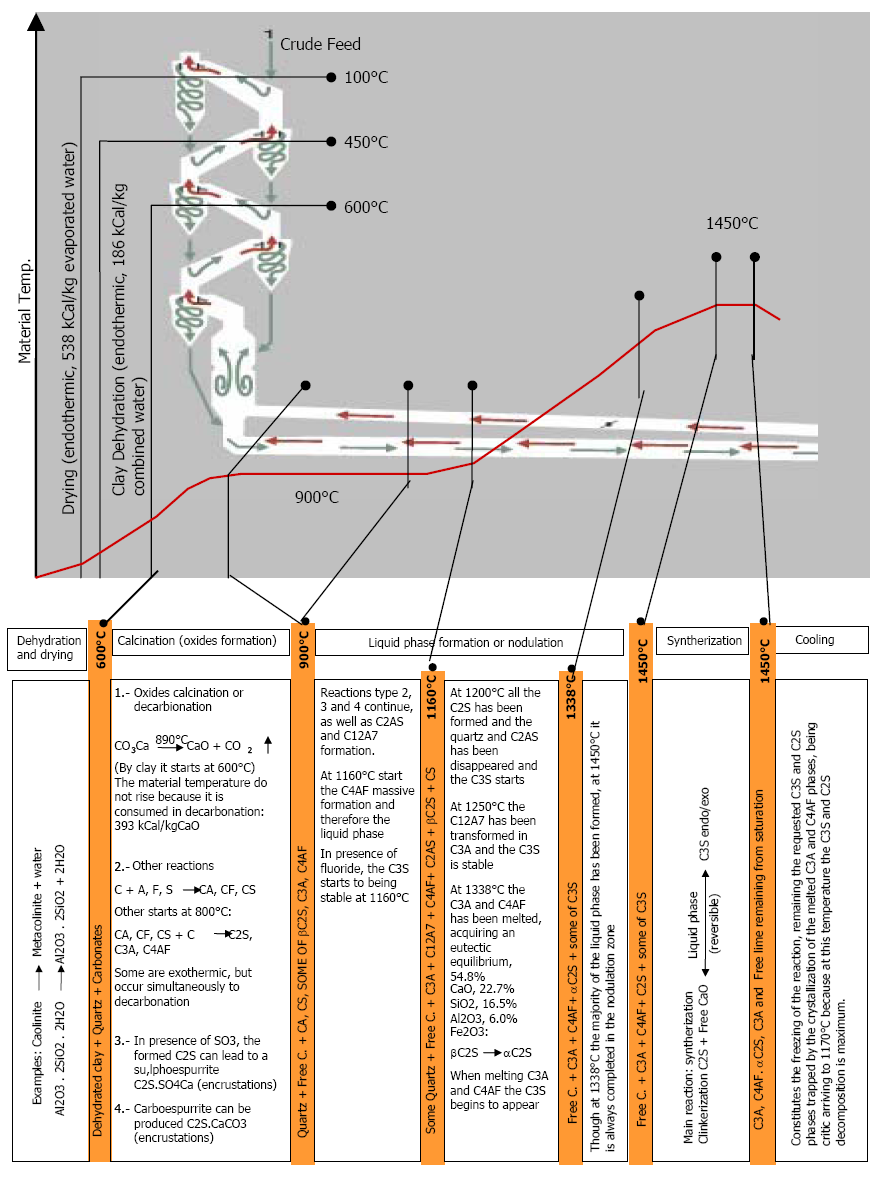 Crude Feed
100°C
450°C
600°C
1450°C
900°C
Material Temp.
Drying (endothermic, 538 kCal/kg evaporated water)
Clay Dehydration (endothermic, 186 kCal/kg
combined water)
Dehydration
and drying
600°C
Calcination (oxides formation)
900°C
Liquid phase formation or nodulation
1160°C
1338°C
1450°C
Syntherization
1450°C
Cooling
Examples: Caolinite → Metacolinite + water
Al2O3 . 2SiO2 . 2H2O → Al2O3 . 2SiO2 + 2H2O
Dehydrated clay + Quartz + Carbonates
1.- Oxides calcination or
decarbionation
890°C
CO3Ca → CaO + CO 2 ↑
(By clay it starts at 600°C)
The material temperature do
not rise because it is
consumed in decarbonation:
393 kCal/kgCaO
2.- Other reactions
C + A, F, S → CA, CF, CS
Other starts at 800°C:
CA, CF, CS + C → C2S,
C3A, C4AF
Some are exothermic, but
occur simultaneously to
decarbonation
3.- In presence of SO3, the
formed C2S can lead to a
su,lphoespurrite
C2S.SO4Ca (encrustations)
4.- Carboespurrite can be
produced C2S.CaCO3
(encrustations)
Quartz + Free C. + CA, CS, SOME OF βC2S, C3A, C4AF
Reactions type 2,
3 and 4 continue,
as well as C2AS
and C12A7
formation.
At 1160°C start
the C4AF massive
formation and
therefore the
liquid phase
In presence of
fluoride, the C3S
starts to being
stable at 1160°C
Some Quartz + Free C. + C3A + C12A7 + C4AF+ C2AS + βC2S + CS
At 1200°C all the
C2S has been
formed and the
quartz and C2AS
has been
disappeared and
the C3S starts
At 1250°C the
C12A7 has been
transformed in
C3A and the C3S
is stable
At 1338°C the
C3A and C4AF
has been melted,
acquiring an
eutectic
equilibrium,
54.8%
CaO, 22.7%
SiO2, 16.5%
Al2O3, 6.0%
Fe2O3:
βC2S → αC2S
When melting C3A
and C4AF the C3S
begins to appear
Free C. + C3A + C4AF+ αC2S + some of C3S
Though at 1338°C the majority of the liquid phase has been formed, at 1450°C it
is always completed in the nodulation zone
Free C. + C3A + C4AF+ C2S + some of C3S
Main reaction: syntherization
Clinkerization C2S + Free CaO
Liquid phase
(reversible)
C3S endo/exo
C3A, C4AF. αC2S, C3A and Free lime remaining from saturation
Constitutes the freezing of the reaction, remaining the requested C3S and C2S
phases trapped by the crystallization of the melted C3A and C4AF phases, being
critic arriving to 1170°C because at this temperature the C3S and C2S
decomposition is maximum.